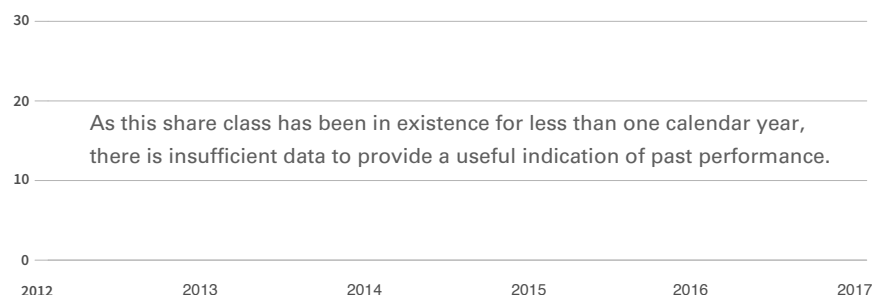 30
20
As this share class has been in existence for less than one calendar year,
there is insufficient data to provide a useful indication of past performance.
10
0
2012 2013 2014 2015 2016 2017